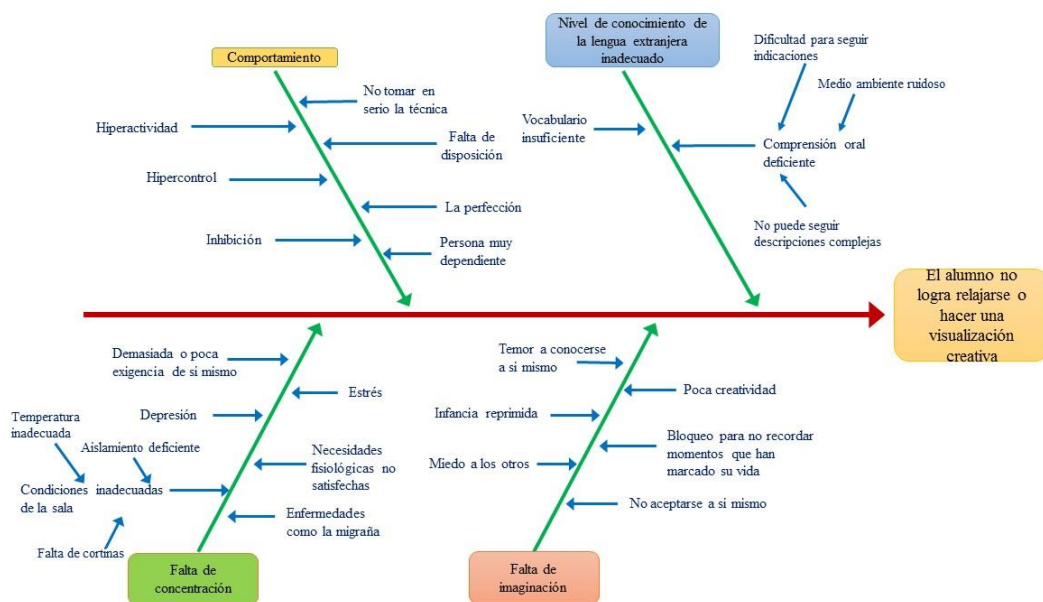 Comportamiento
No tomar en
serio la técnica
Hiperactividad
Falta de
disposición
Hipercontrol
La perfección
Inhibición
Persona muy
dependiente
Nivel de conocimiento de
la lengua extranjera
inadecuado
Dificultad para seguir
indicaciones
Medio ambiente ruidoso
Vocabulario
insuficiente
Comprensión oral
deficiente
No puede seguir
descripciones complejas
El alumno no
logra relajarse o
hacer una
visualización
creativa
Demasiada o poca
exigencia de sí mismo
Estrés
Depresión
Temperatura
inadecuada
Aislamiento deficiente
Necesidades
fisiológicas no
satisfechas
Condiciones inadecuadas
de la sala
Enfermedades
como la migraña
Falta de cortinas
Falta de
concentración
Temor a conocerse
a sí mismo
Poca creatividad
Infancia reprimida
Bloqueo para no recordar
momentos que han
marcado su vida
Miedo a los otros
No aceptarse a sí mismo
Falta de
imaginación